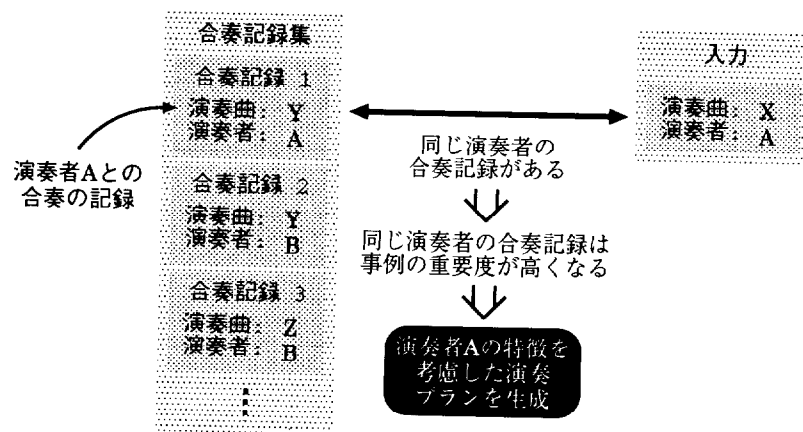 合奏記録集
合奏記録 1
演奏曲: Y
演奏者: A
合奏記録 2
演奏曲: Y
演奏者: B
合奏記録 3
演奏曲: Z
演奏者: B
演奏者Aとの
合奏の記録
入力
演奏曲: X
演奏者: A
同じ演奏者の
合奏記録がある
同じ演奏者の合奏記録は
事例の重要度が高くなる
演奏者Aの特徴を
考慮した演奏
プランを生成